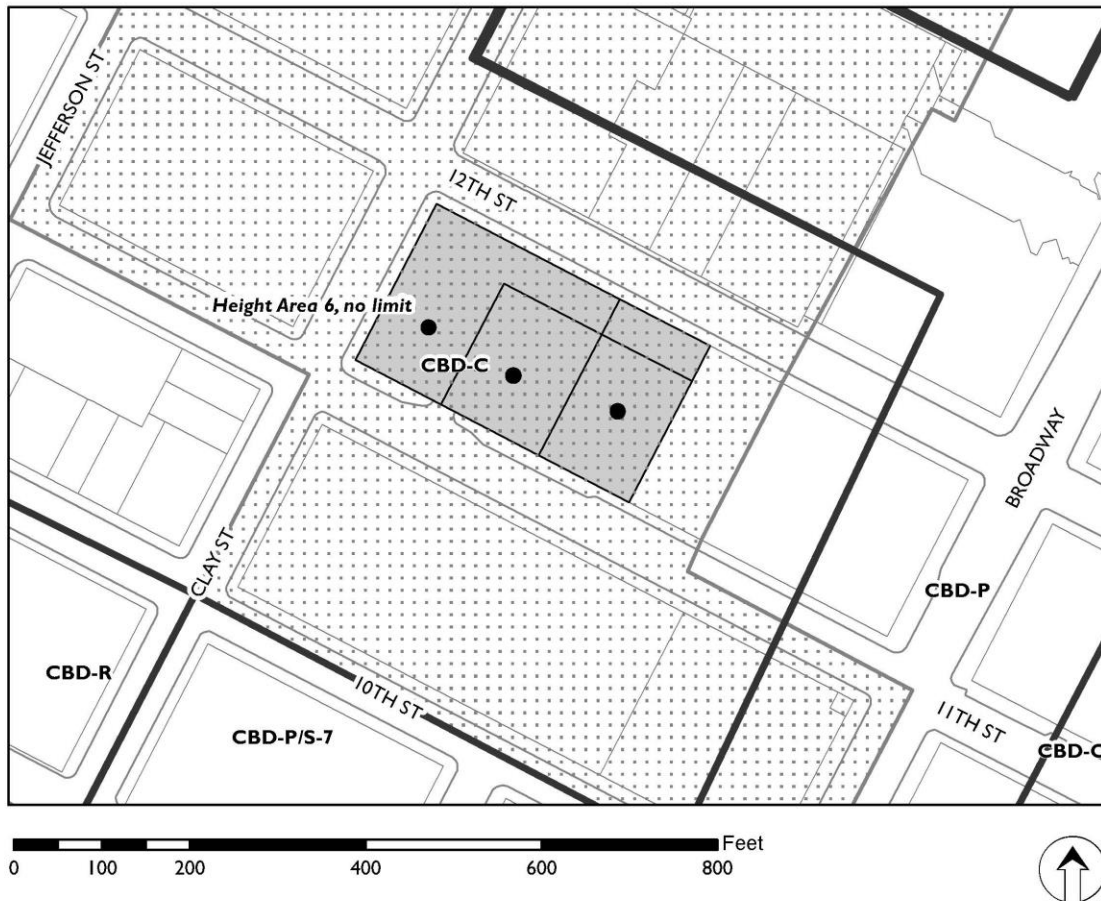 JEFFERSON ST
12TH ST
Height Area 6, no limit
CBD-C
BROADWAY
CLAY ST
CBD-P
CBD-R
10TH ST
CBD-P/S-7
11TH ST
Feet
0 100 200 400 600 800